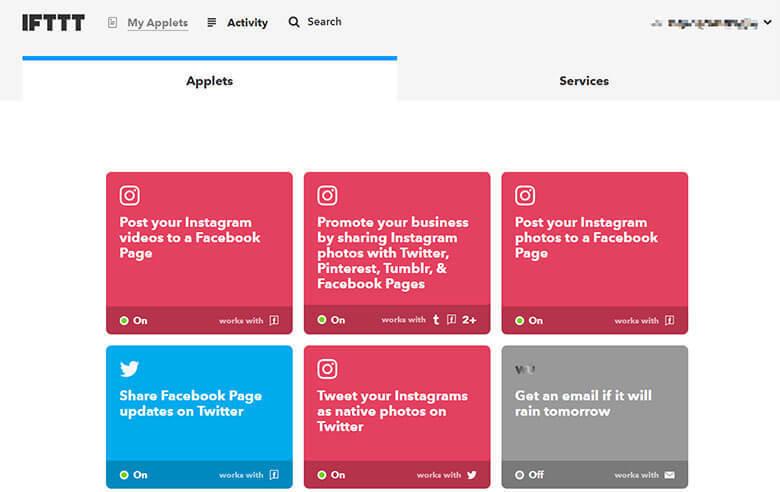 IFTTT My Applets Activity Search
Applets Services
Post your Instagram
videos to a Facebook
Page
On works with
Promote your business
by sharing Instagram
photos with Twitter,
Pinterest, Tumblr, &
Facebook Pages
On works with t 2+
Post your Instagram
photos to a Facebook
Page
On works with
Share Facebook Page
updates on Twitter
On works with
Tweet your Instagrams
as native photos on
Twitter
On works with
Get an email if it will
rain tomorrow
Off works with